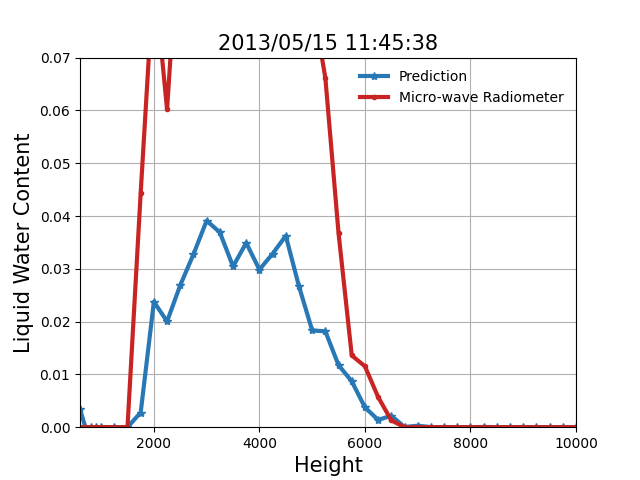 2013/05/15 11:45:38
Prediction
Micro-wave Radiometer
Liquid Water Content
0.07
0.06
0.05
0.04
0.03
0.02
0.01
0.00
2000 4000 6000 8000 10000
Height